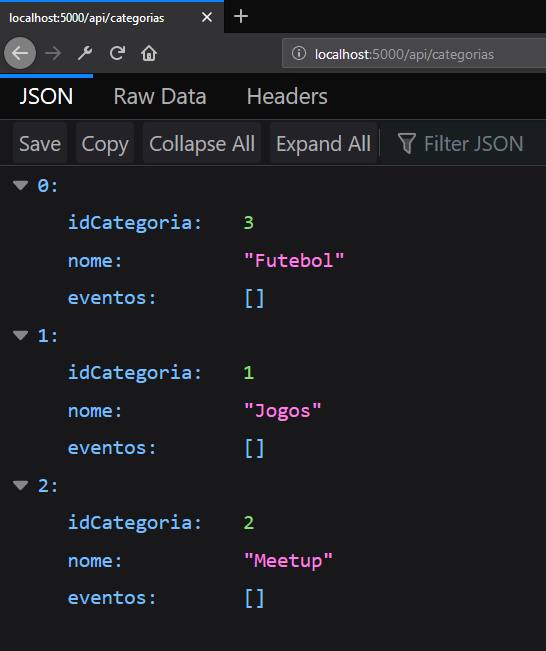 localhost:5000/api/categorias
localhost:5000/api/categorias
JSON Raw Data Headers
Save Copy Collapse All Expand All Filter JSON
0:
idCategoria: 3
nome: "Futebol"
eventos: []
1:
idCategoria: 1
nome: "Jogos"
eventos: []
2:
idCategoria: 2
nome: "Meetup"
eventos: []